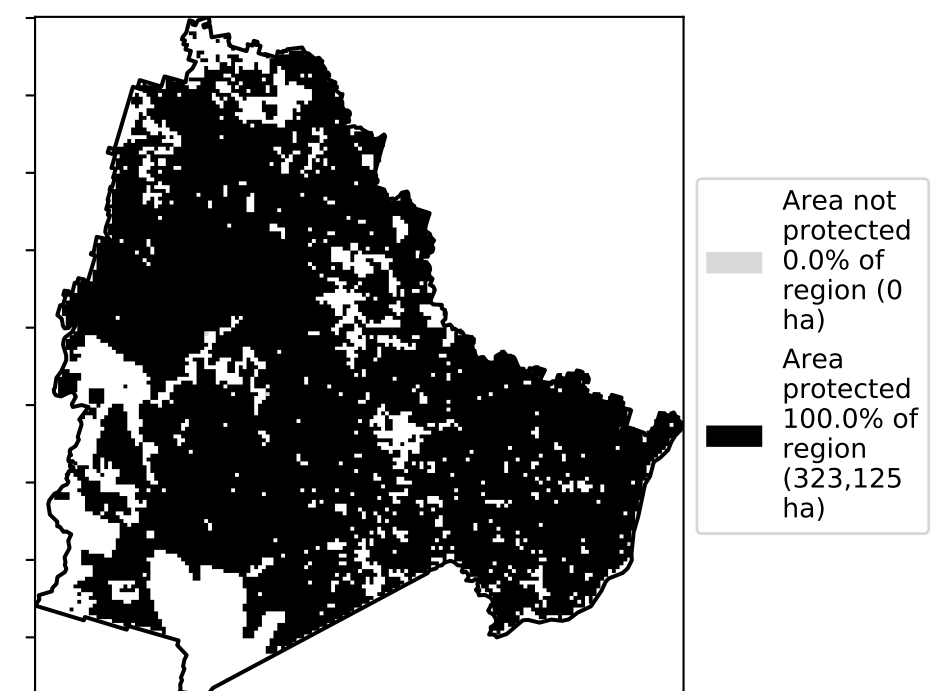 Area not
protected
0.0% of
region (0
ha)
Area
protected
100.0% of
region
(323,125
ha)